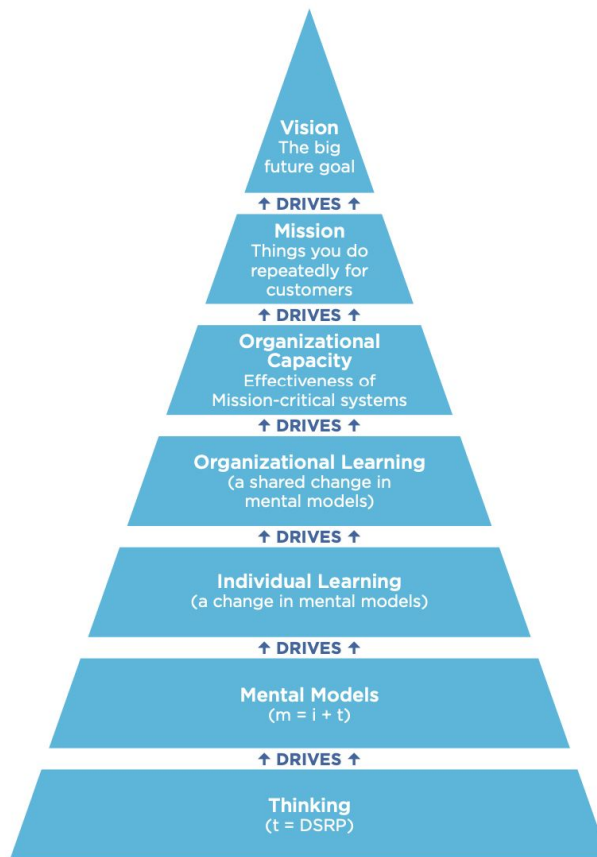 Vision
The big
future goal
↑ DRIVES ↑
Mission
Things you do
repeatedly for
customers
↑ DRIVES ↑
Organizational
Capacity
Effectiveness of
Mission-critical systems
↑ DRIVES ↑
Organizational Learning
(a shared change in
mental models)
↑ DRIVES ↑
Individual Learning
(a change in mental models)
↑ DRIVES ↑
Mental Models
(m = i + t)
↑ DRIVES ↑
Thinking
(t = DSRP)